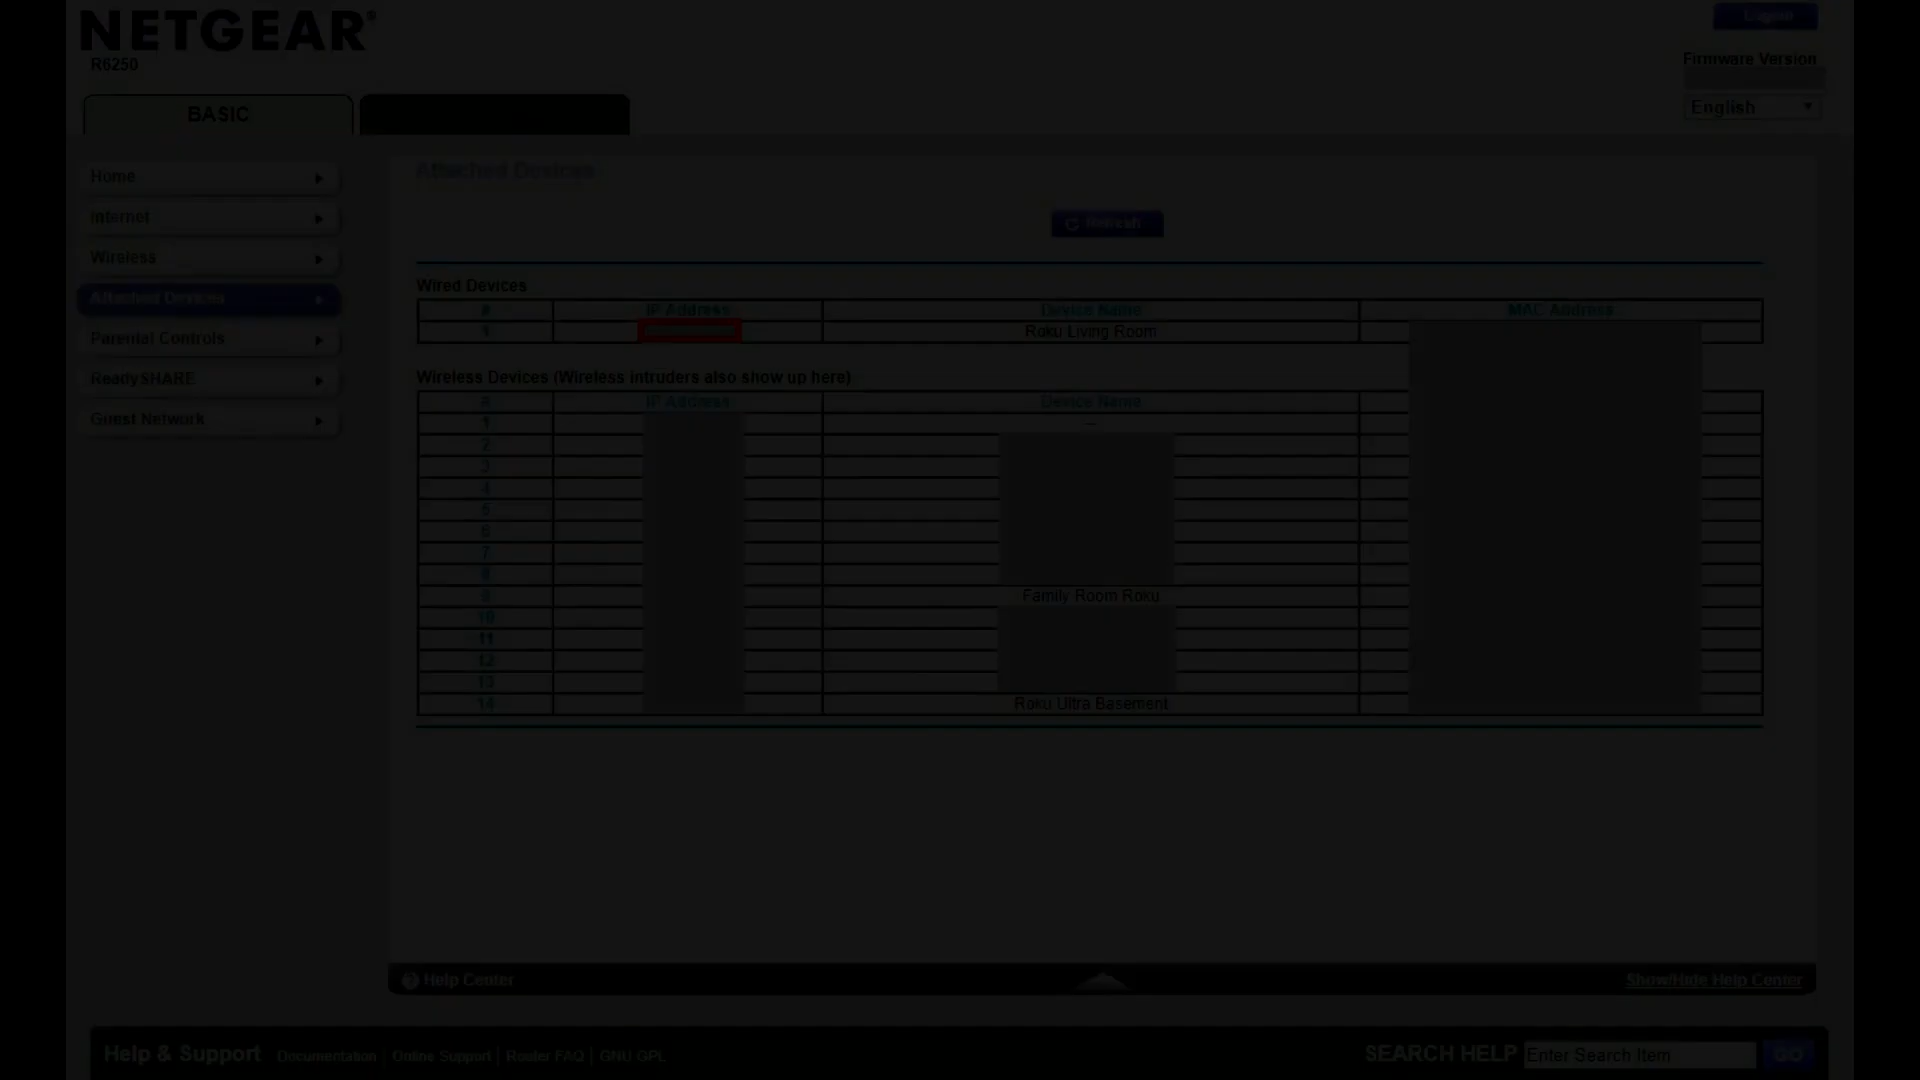 NETGEAR®
R6250
Logout
Firmware Version
English
BASIC
Home
Internet
Wireless
Attached Devices
Parental Controls
ReadySHARE
Guest Network
Attached Devices
Refresh
Wired Devices
# IP Address Device Name MAC Address
1 Roku Living Room
Wireless Devices (Wireless intruders also show up here)
# IP Address Device Name
1 --
2
3
4
5
6
7
8
9 Family Room Roku
10
11
12
13
14 Roku Ultra Basement
Help Center Show/Hide Help Center
Help & Support Documentation | Online Support | Router FAQ | GNU GPL
SEARCH HELP Enter Search Item GO